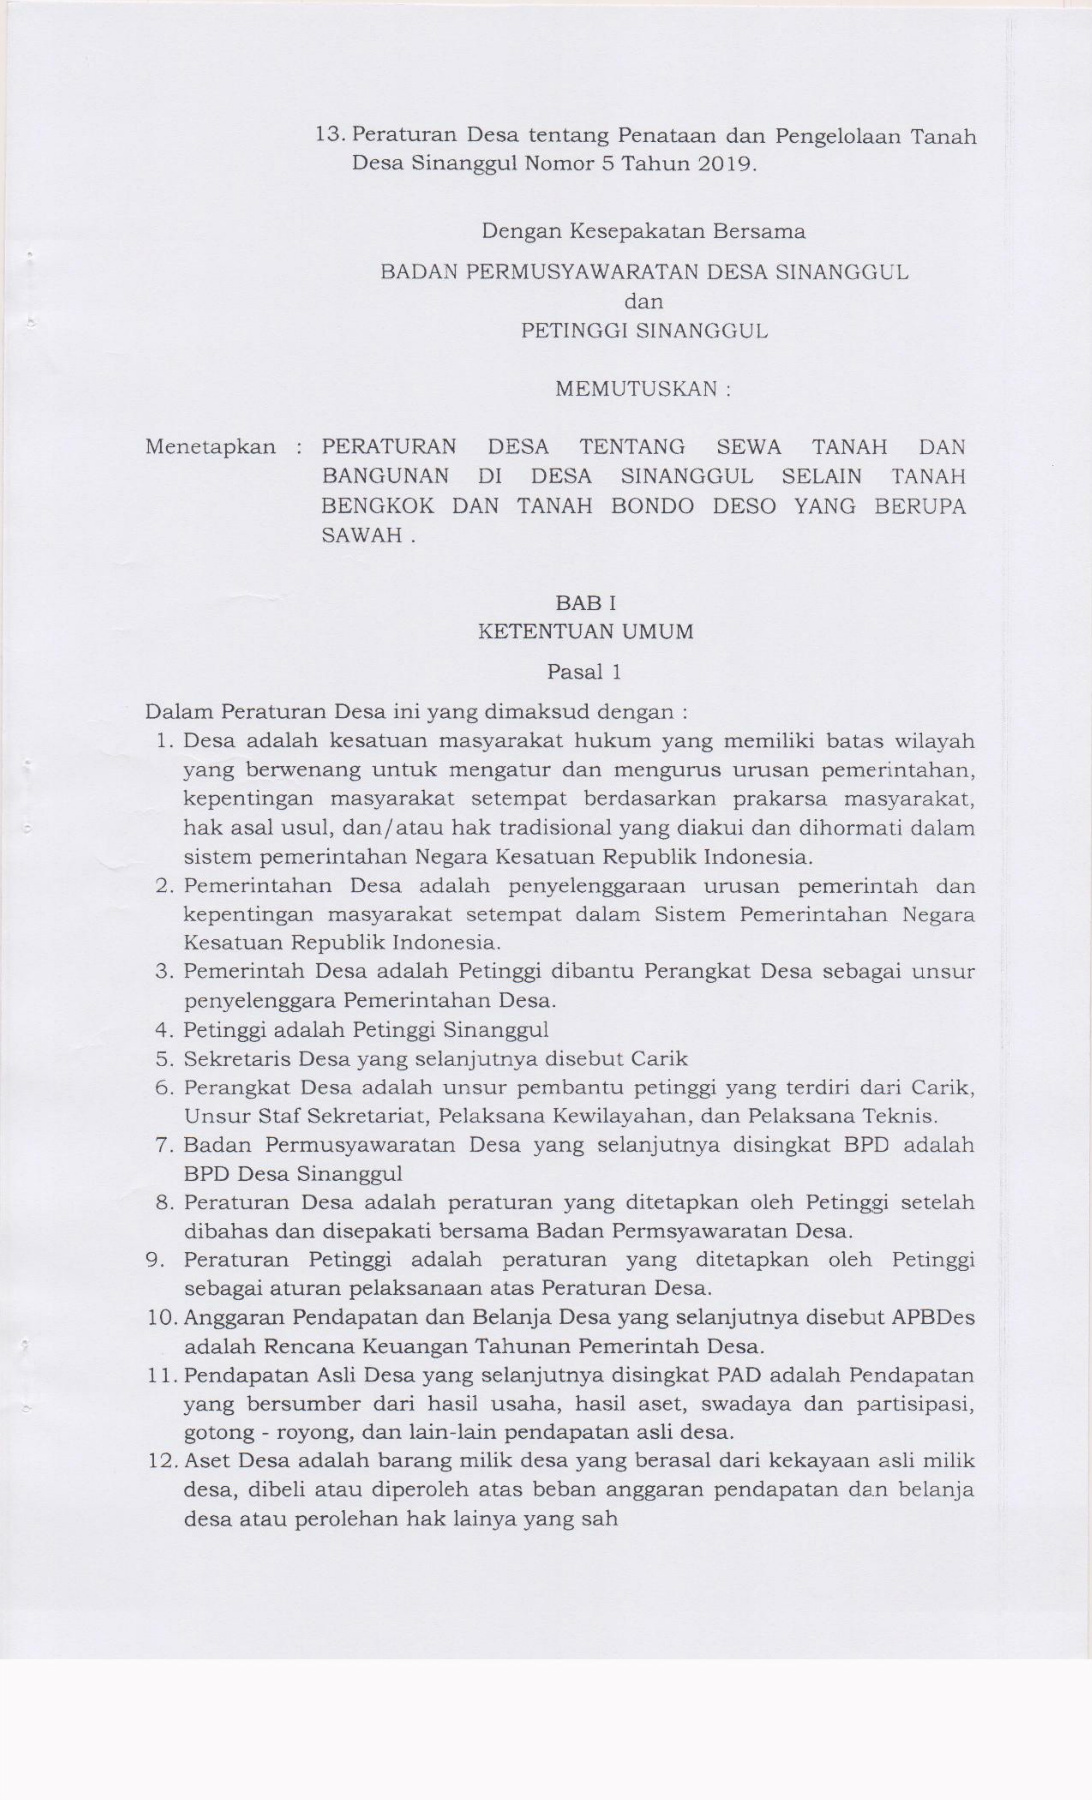 13. Peraturan Desa tentang Penataan dan Pengelolaan Tanah
Desa Sinanggul Nomor 5 Tahun 2019.
Dengan Kesepakatan Bersama
BADAN PERMUSYAWARATAN DESA SINANGGUL
dan
PETINGGI SINANGGUL
MEMUTUSKAN :
Menetapkan : PERATURAN DESA TENTANG SEWA TANAH DAN
BANGUNAN DI DESA SINANGGUL SELAIN TANAH
BENGKOK DAN TANAH BONDO DESO YANG BERUPA
SAWAH .
BAB I
KETENTUAN UMUM
Pasal 1
Dalam Peraturan Desa ini yang dimaksud dengan :
1. Desa adalah kesatuan masyarakat hukum yang memiliki batas wilayah
yang berwenang untuk mengatur dan mengurus urusan pemerintahan,
kepentingan masyarakat setempat berdasarkan prakarsa masyarakat,
hak asal usul, dan/atau hak tradisional yang diakui dan dihormati dalam
sistem pemerintahan Negara Kesatuan Republik Indonesia.
2. Pemerintahan Desa adalah penyelenggaraan urusan pemerintah dan
kepentingan masyarakat setempat dalam Sistem Pemerintahan Negara
Kesatuan Republik Indonesia.
3. Pemerintah Desa adalah Petinggi dibantu Perangkat Desa sebagai unsur
penyelenggara Pemerintahan Desa.
4. Petinggi adalah Petinggi Sinanggul
5. Sekretaris Desa yang selanjutnya disebut Carik
6. Perangkat Desa adalah unsur pembantu petinggi yang terdiri dari Carik,
Unsur Staf Sekretariat, Pelaksana Kewilayahan, dan Pelaksana Teknis.
7. Badan Permusyawaratan Desa yang selanjutnya disingkat BPD adalah
BPD Desa Sinanggul
8. Peraturan Desa adalah peraturan yang ditetapkan oleh Petinggi setelah
dibahas dan disepakati bersama Badan Permsyawaratan Desa.
9. Peraturan Petinggi adalah peraturan yang ditetapkan oleh Petinggi
sebagai aturan pelaksanaan atas Peraturan Desa.
10. Anggaran Pendapatan dan Belanja Desa yang selanjutnya disebut APBDes
adalah Rencana Keuangan Tahunan Pemerintah Desa.
11. Pendapatan Asli Desa yang selanjutnya disingkat PAD adalah Pendapatan
yang bersumber dari hasil usaha, hasil aset, swadaya dan partisipasi,
gotong - royong, dan lain-lain pendapatan asli desa.
12. Aset Desa adalah barang milik desa yang berasal dari kekayaan asli milik
desa, dibeli atau diperoleh atas beban anggaran pendapatan dan belanja
desa atau perolehan hak lainya yang sah